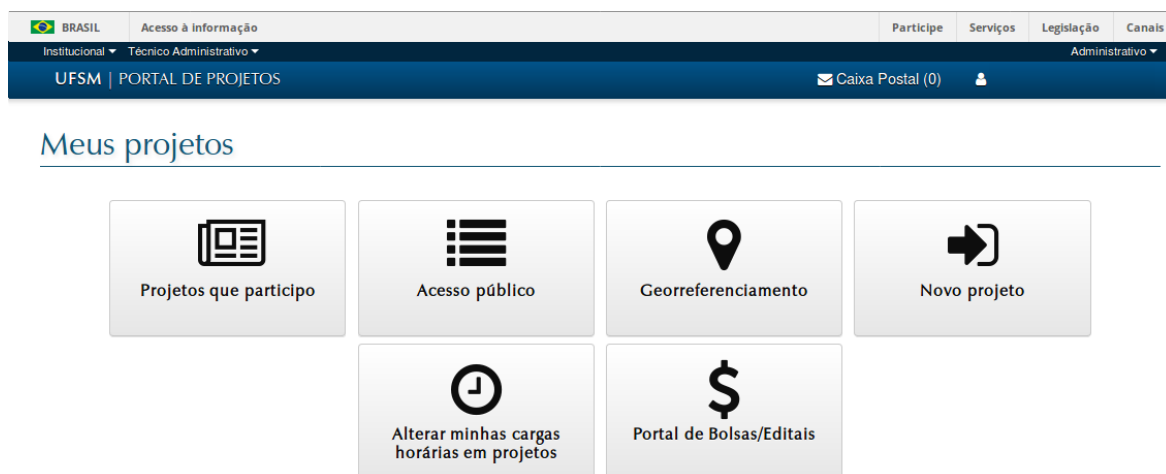 BRASIL Acesso à informação Participe Serviços Legislação Canais
Institucional Técnico Administrativo Administrativo
UFSM | PORTAL DE PROJETOS Caixa Postal (0)
Meus projetos
Projetos que participo Acesso público Georreferenciamento Novo projeto
Alterar minhas cargas Portal de Bolsas/Editais
horárias em projetos